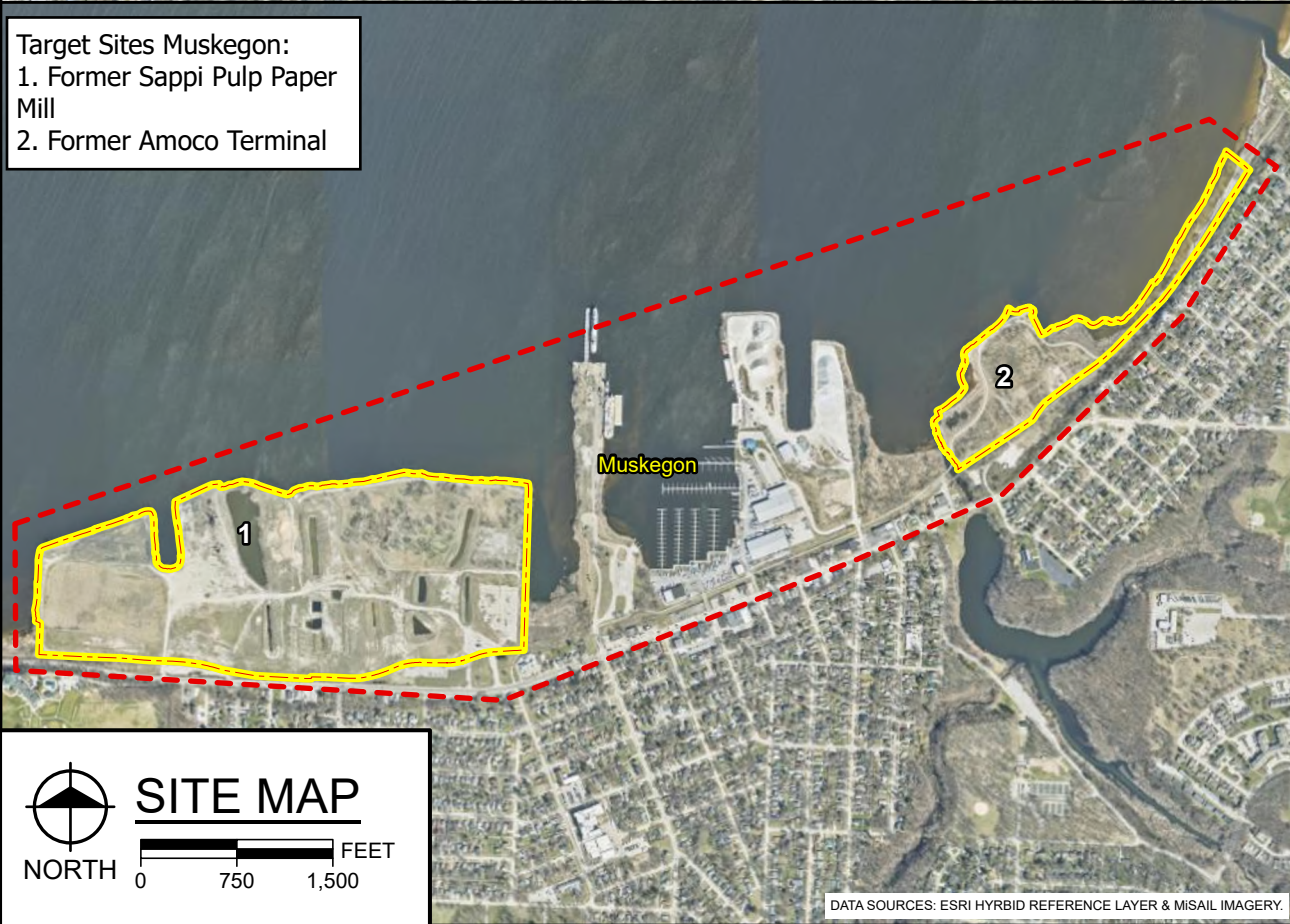 Target Sites Muskegon:
1. Former Sappi Pulp Paper
Mill
2. Former Amoco Terminal
2
Muskegon
1
SITE MAP
NORTH
FEET
0 750 1,500
DATA SOURCES: ESRI HYRBID REFERENCE LAYER & MiSAIL IMAGERY.